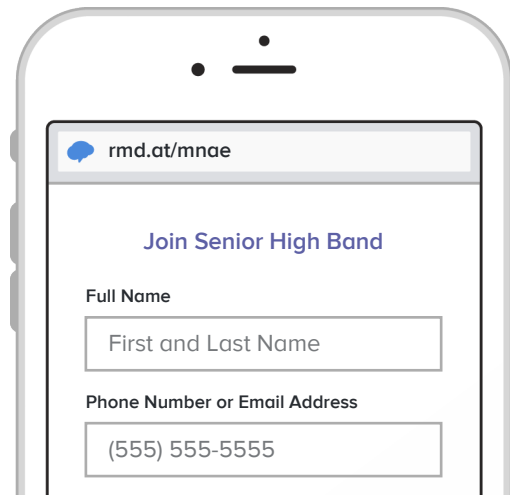 rmd.at/mnae
Join Senior High Band
Full Name
First and Last Name
Phone Number or Email Address
(555) 555-5555